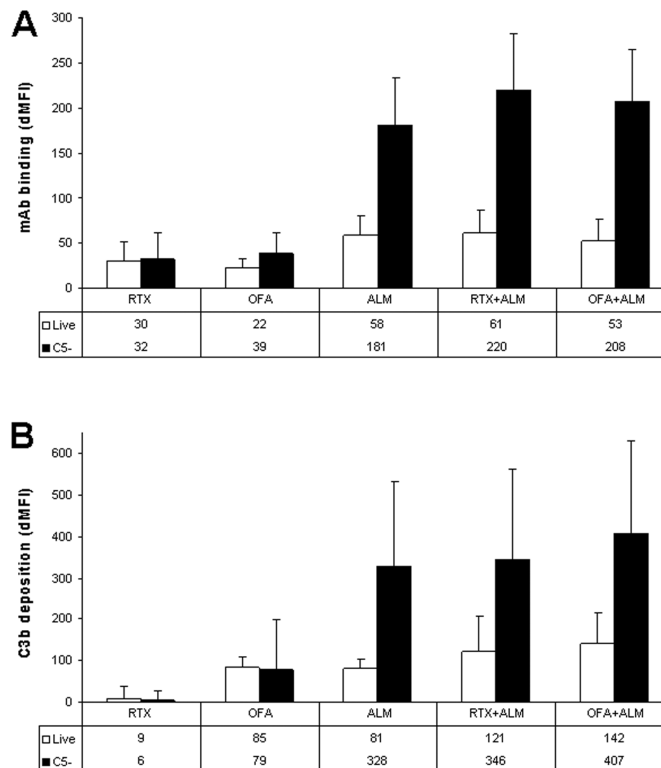 A
mAb binding (dMFI)
300
250
200
150
100
50
0
RTX OFA ALM RTX+ALM OFA+ALM
Live 30 22 58 61 53
C5- 32 39 181 220 208
B
C3b deposition (dMFI)
600
500
400
300
200
100
0
RTX OFA ALM RTX+ALM OFA+ALM
Live 9 85 81 121 142
C5- 6 79 328 346 407